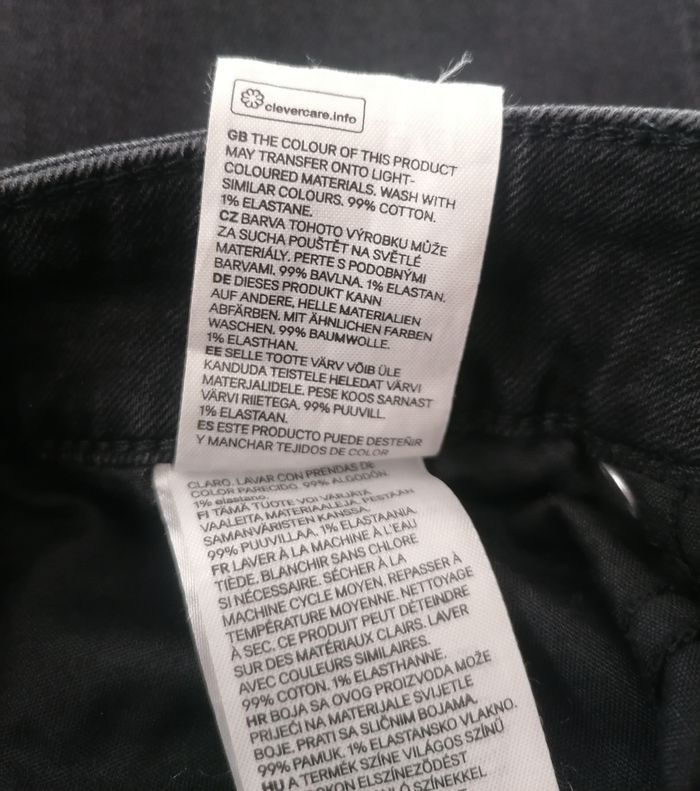 clevercare.info
GB THE COLOUR OF THIS PRODUCT
MAY TRANSFER ONTO LIGHT-
COLOURED MATERIALS. WASH WITH
SIMILAR COLOURS. 99% COTTON.
1% ELASTANE.
CZ BARVA TOHOTO VÝROBKU MŮŽE
ZA SUCHA POUŠTĚT NA SVĚTLÉ
MATERIÁLY. PERTE S PODOBNÝMI
BARVAMI. 99% BAVLNA. 1% ELASTAN.
DE DIESES PRODUKT KANN
AUF ANDERE, HELLE MATERIALIEN
ABFÄRBEN. MIT ÄHNLICHEN FARBEN
WASCHEN. 99% BAUMWOLLE.
1% ELASTHAN.
EE SELLE TOOTE VÄRV VÕIB ÜLE
KANDUDA TEISTELE HELEDAT VÄRVI
MATERJALIDELE. PESE KOOS SARNAST
VÄRVI RIIETEGA. 99% PUUVILL.
1% ELASTAAN.
ES ESTE PRODUCTO PUEDE DESTEÑIR
Y MANCHAR TEJIDOS DE COLOR
CLARO. LAVAR CON PRENDAS DE
COLOR PARECIDO. 99% ALGODÓN.
1% elastano.
FI TÄMÄ TUOTE VOI VÄRJÄTÄ
VAALEITA MATERIAALEJA. PESTÄÄN
SAMANVÄRISTEN KANSSA.
99% PUUVILLAA. 1% ELASTAANIA.
FR LAVER À LA MACHINE À L'EAU
TIÈDE. BLANCHIR SANS CHLORE
SI NÉCESSAIRE. SÉCHER À LA
MACHINE CYCLE MOYEN. REPASSER À
TEMPÉRATURE MOYENNE. NETTOYAGE
À SEC. CE PRODUIT PEUT DÉTEINDRE
SUR DES MATÉRIAUX CLAIRS. LAVER
AVEC COULEURS SIMILAIRES.
99% COTON. 1% ELASTHANNE.
HR BOJA SA OVOG PROIZVODA MOŽE
PRIJEĆI NA MATERIJALE SVIJETLE
BOJE. PRATI SA SLIČNIM BOJAMA.
99% PAMUK. 1% ELASTANSKO VLAKNO.
HU A TERMÉK SZÍNE VILÁGOS SZÍNŰ
ELSZÍNEZŐDÉST
SZÍNEKKEL